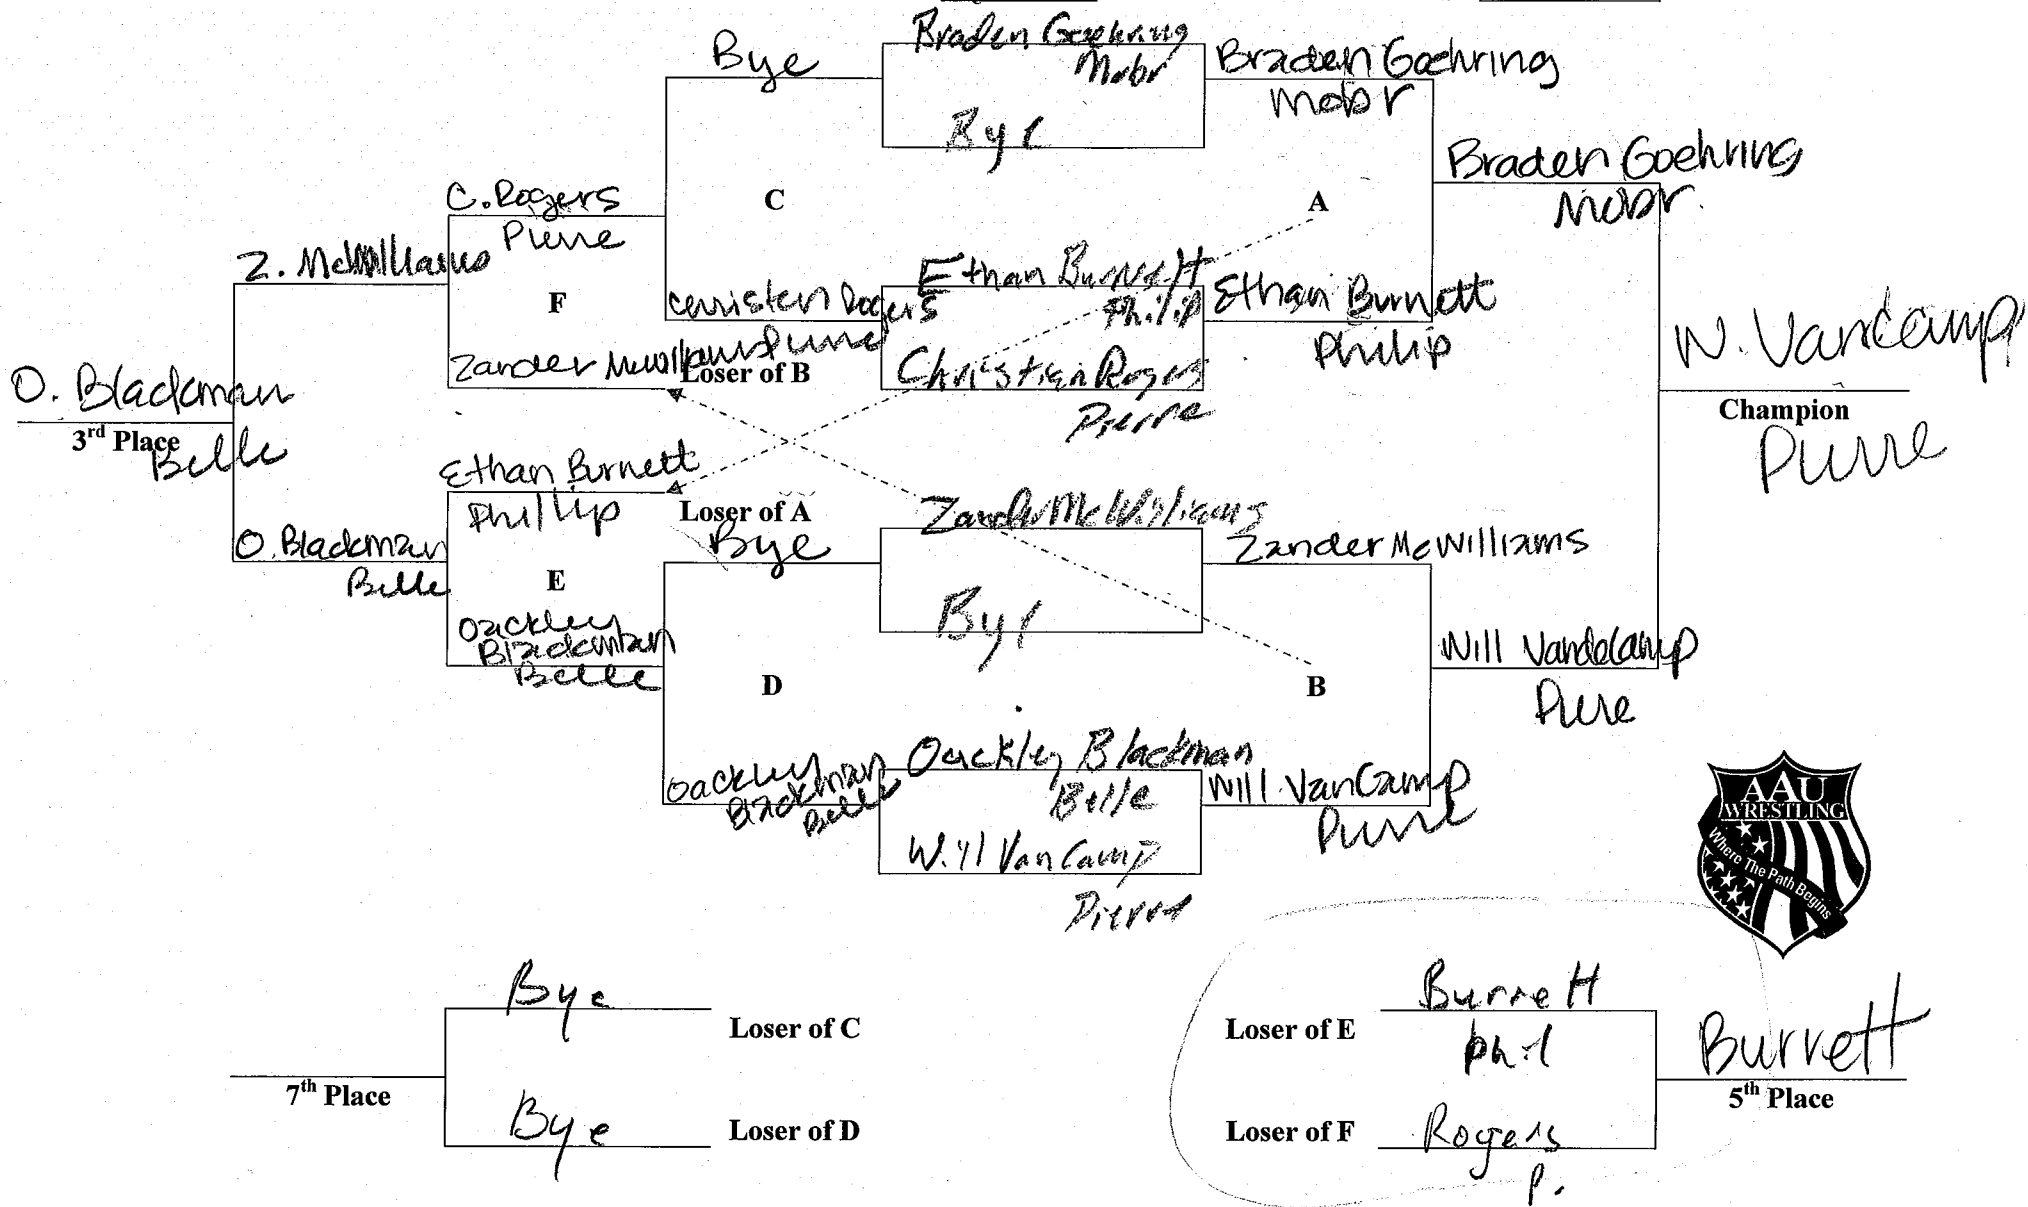 Braden Goehring
Mobr
Bye
Ethan Burnett
Philip
Christian Rogers
Pierre
Zander McWilliams
Bye
Oackley Blackman
Belle
Will VanCamp
Pierre
Braden Goehring
Mobr
A
Ethan Burnett
Philip
Zander McWilliams
B
Will VanCamp
Pierre
Braden Goehring
Mobr.
Will VandeCamp
Piere
W. VanCamp
Champion
Pierre
Bye
C
Christen Rogers
Pierre
Bye
D
Oackley
Blackman
Belle
C. Rogers
Pierre
F
Zander McWilliams
Loser of B
Ethan Burnett
Phillip
Loser of A
E
Oackley
Blackman
Belle
Z. McWilliams
O. Blackman
Belle
O. Blackman
3rd Place
Belle
AAU
WRESTLING
Where The Path Begins
Bye
Loser of C
7th Place
Bye
Loser of D
Burnett
Loser of E
Phil
Burrett
5th Place
Loser of F
Rogers
P.